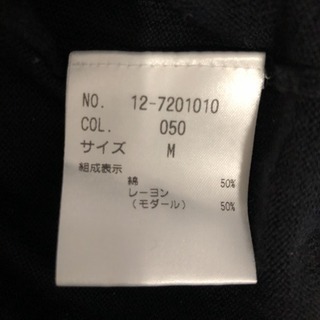 NO. 12-7201010
COL. 050
サイズ M
組成表示
綿 50%
レーヨン
(モダール) 50%